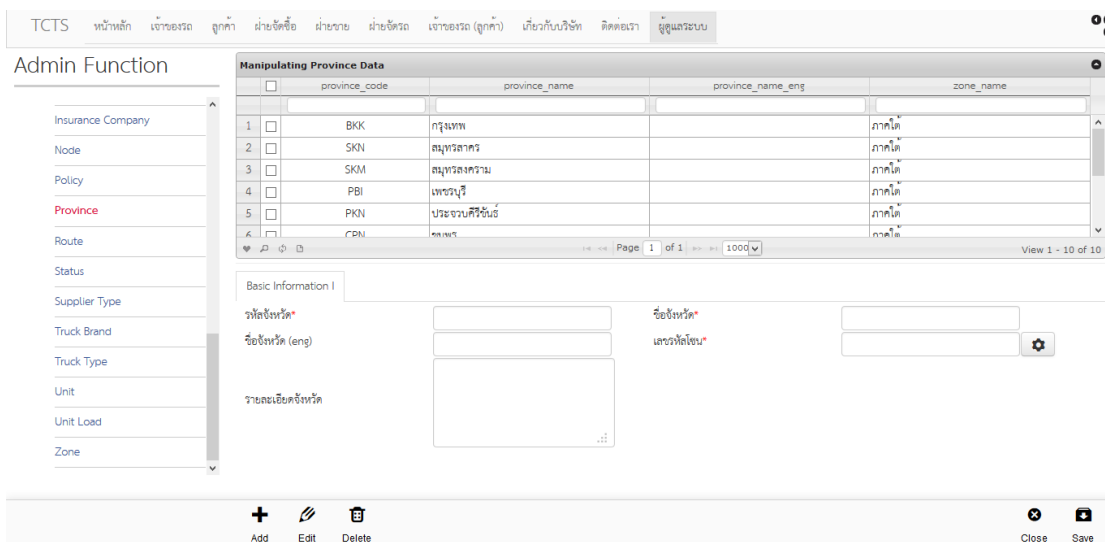 TCTS หน้าหลัก เจ้าของรถ ลูกค้า ฝ่ายจัดซื้อ ฝ่ายขาย ฝ่ายจัดรถ เจ้าของรถ (ลูกค้า) เกี่ยวกับบริษัท ติดต่อเรา ผู้ดูแลระบบ
Admin Function
Insurance Company
Node
Policy
Province
Route
Status
Supplier Type
Truck Brand
Truck Type
Unit
Unit Load
Zone
Manipulating Province Data
province_code province_name province_name_eng zone_name
1 BKK กรุงเทพ ภาคใต้
2 SKN สมุทรสาคร ภาคใต้
3 SKM สมุทรสงคราม ภาคใต้
4 PBI เพชรบุรี ภาคใต้
5 PKN ประจวบคีรีขันธ์ ภาคใต้
6 CPN ชุมพร ภาคใต้
Page 1 of 1 1000 View 1 - 10 of 10
Basic Information I
รหัสจังหวัด* ชื่อจังหวัด*
ชื่อจังหวัด (eng) เลขรหัสโซน*
รายละเอียดจังหวัด
Add Edit Delete Close Save